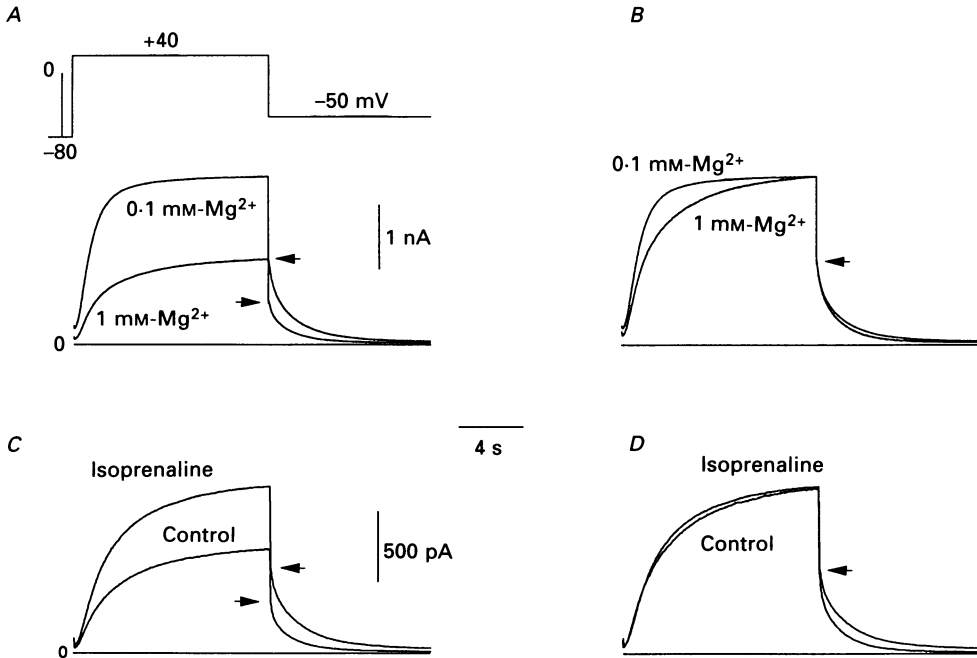 A
B
+40
0
−50 mV
−80
0·1 mM-Mg²⁺
0·1 mM-Mg²⁺
1 nA
1 mM-Mg²⁺
1 mM-Mg²⁺
0
4 s
C
D
Isoprenaline
Isoprenaline
Control
Control
500 pA
0